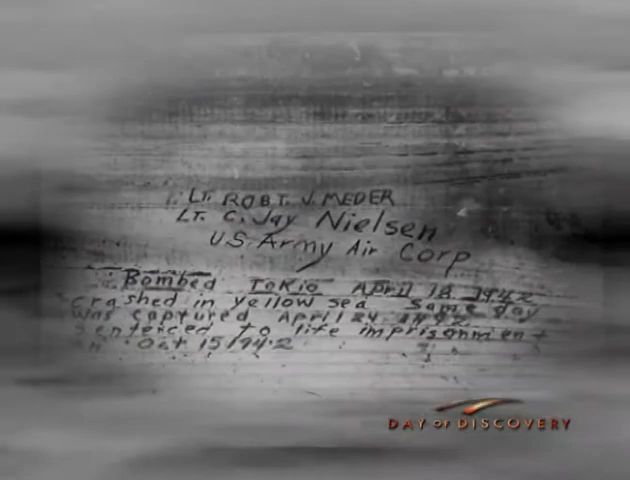 Lt. ROBT. J. MEDER
Lt. C. Jay Nielsen
U.S. Army Air Corp
Bombed Tokio April 18 1942
Crashed in yellow sea same day
was captured April 24 1942
Sentenced to life imprisonment
on Oct 15 1942
DAY OF DISCOVERY